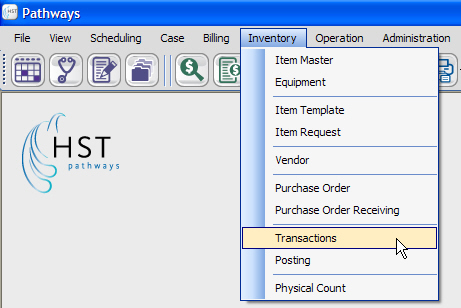 Pathways
File View Scheduling Case Billing Inventory Operation Administration
Item Master
Equipment
Item Template
Item Request
Vendor
Purchase Order
Purchase Order Receiving
Transactions
Posting
Physical Count
HST
pathways